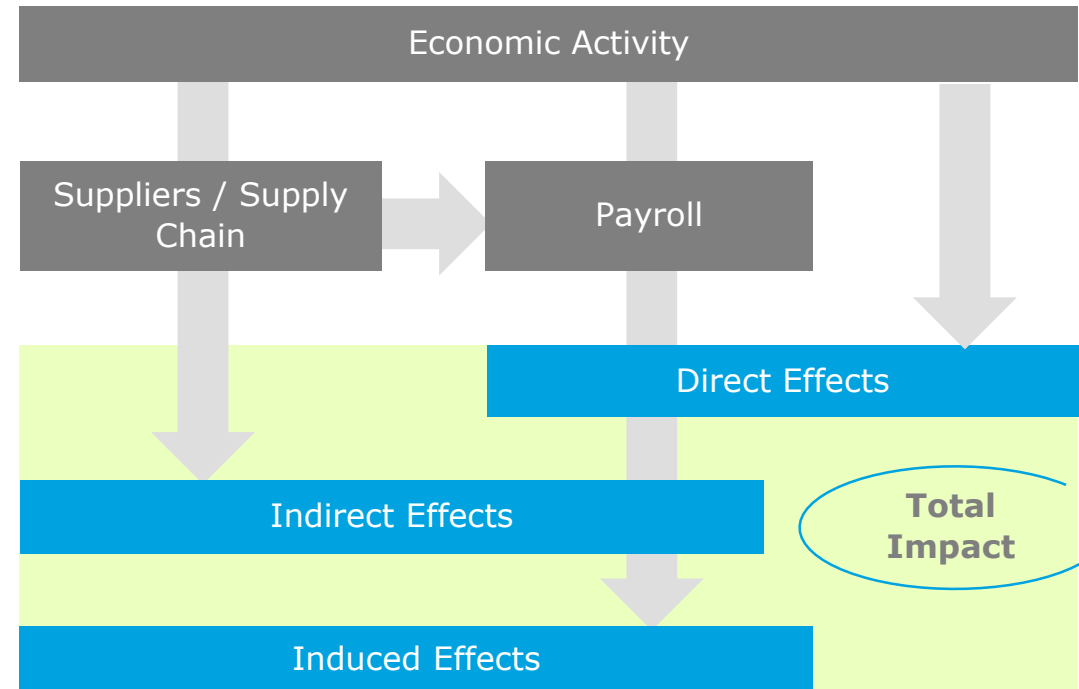 Economic Activity
Suppliers / Supply
Chain
Payroll
Direct Effects
Indirect Effects
Total
Impact
Induced Effects